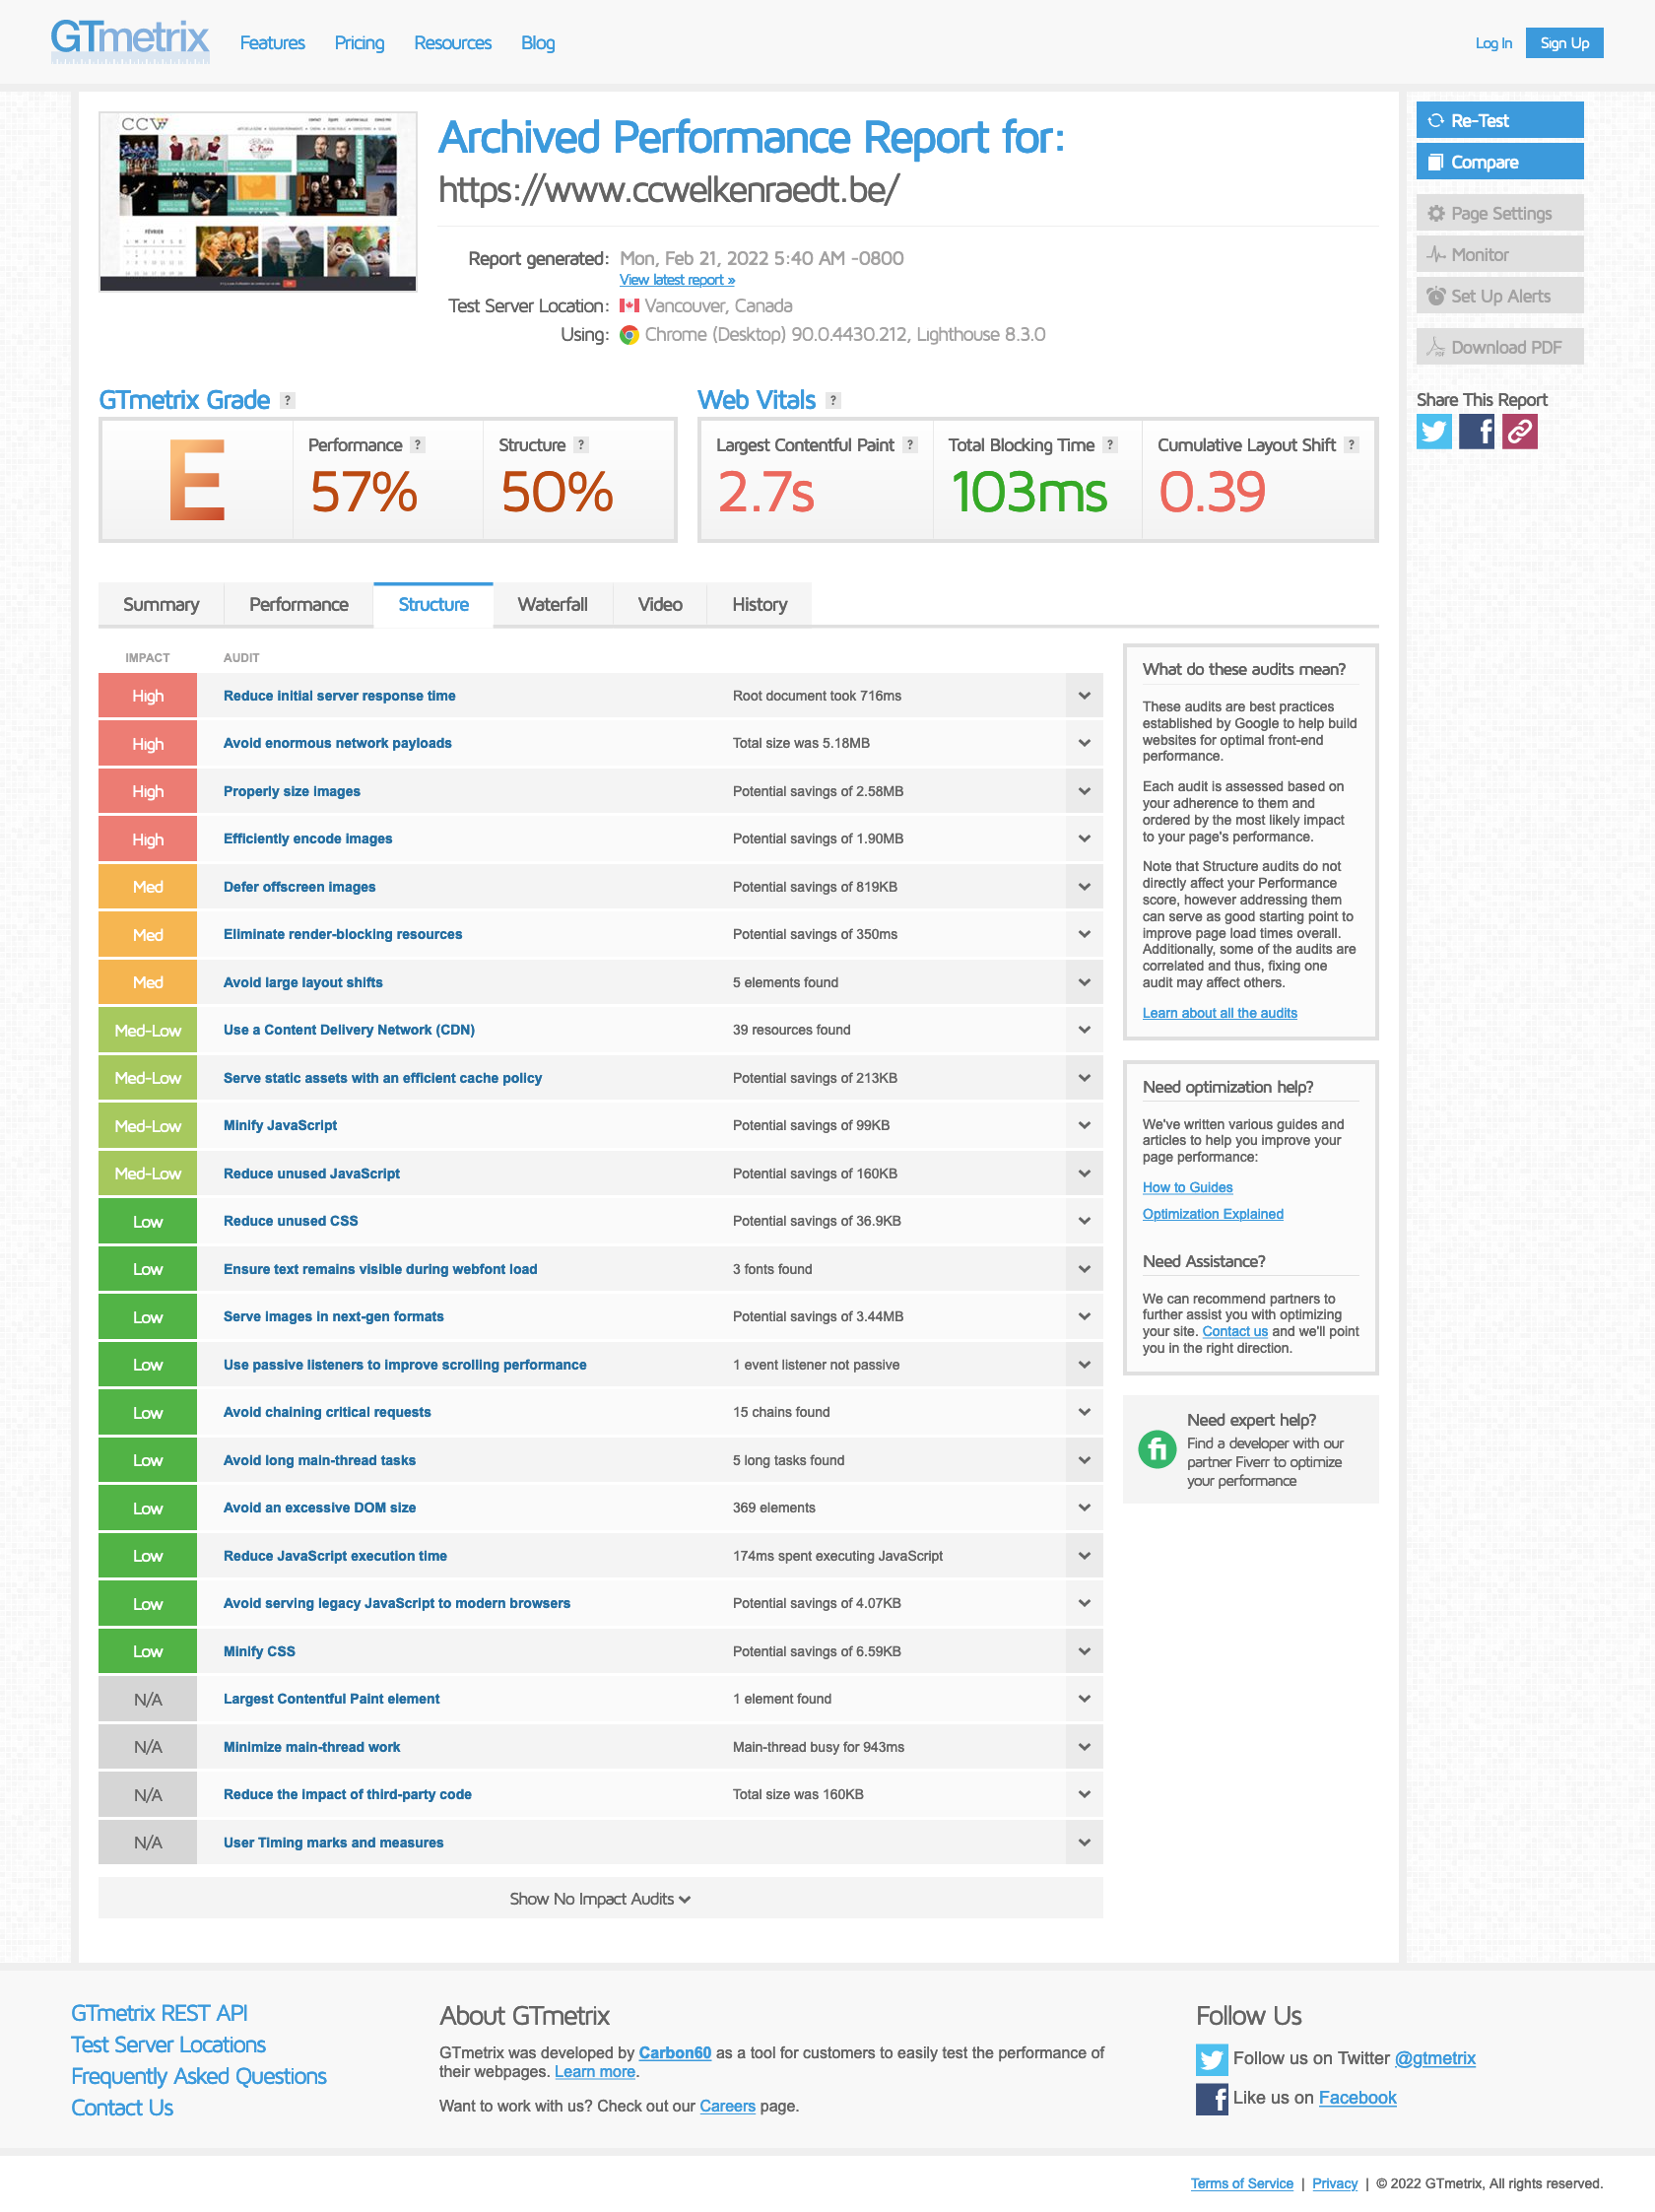 GTmetrix
Features
Pricing
Resources
Blog
Log In
Sign Up
CCW
FÉVRIER
Archived Performance Report for:
https://www.ccwelkenraedt.be/
Report generated: Mon, Feb 21, 2022 5:40 AM -0800
View latest report »
Test Server Location: Vancouver, Canada
Using: Chrome (Desktop) 90.0.4430.212, Lighthouse 8.3.0
Re-Test
Compare
Page Settings
Monitor
Set Up Alerts
Download PDF
Share This Report
GTmetrix Grade ?
Web Vitals ?
E
Performance ?
57%
Structure ?
50%
Largest Contentful Paint ?
2.7s
Total Blocking Time ?
103ms
Cumulative Layout Shift ?
0.39
Summary
Performance
Structure
Waterfall
Video
History
IMPACT AUDIT
High Reduce initial server response time Root document took 716ms
High Avoid enormous network payloads Total size was 5.18MB
High Properly size images Potential savings of 2.58MB
High Efficiently encode images Potential savings of 1.90MB
Med Defer offscreen images Potential savings of 819KB
Med Eliminate render-blocking resources Potential savings of 350ms
Med Avoid large layout shifts 5 elements found
Med-Low Use a Content Delivery Network (CDN) 39 resources found
Med-Low Serve static assets with an efficient cache policy Potential savings of 213KB
Med-Low Minify JavaScript Potential savings of 99KB
Med-Low Reduce unused JavaScript Potential savings of 160KB
Low Reduce unused CSS Potential savings of 36.9KB
Low Ensure text remains visible during webfont load 3 fonts found
Low Serve images in next-gen formats Potential savings of 3.44MB
Low Use passive listeners to improve scrolling performance 1 event listener not passive
Low Avoid chaining critical requests 15 chains found
Low Avoid long main-thread tasks 5 long tasks found
Low Avoid an excessive DOM size 369 elements
Low Reduce JavaScript execution time 174ms spent executing JavaScript
Low Avoid serving legacy JavaScript to modern browsers Potential savings of 4.07KB
Low Minify CSS Potential savings of 6.59KB
N/A Largest Contentful Paint element 1 element found
N/A Minimize main-thread work Main-thread busy for 943ms
N/A Reduce the impact of third-party code Total size was 160KB
N/A User Timing marks and measures
Show No Impact Audits
What do these audits mean?
These audits are best practices
established by Google to help build
websites for optimal front-end
performance.
Each audit is assessed based on
your adherence to them and
ordered by the most likely impact
to your page's performance.
Note that Structure audits do not
directly affect your Performance
score, however addressing them
can serve as good starting point to
improve page load times overall.
Additionally, some of the audits are
correlated and thus, fixing one
audit may affect others.
Learn about all the audits
Need optimization help?
We've written various guides and
articles to help you improve your
page performance:
How to Guides
Optimization Explained
Need Assistance?
We can recommend partners to
further assist you with optimizing
your site. Contact us and we'll point
you in the right direction.
fi
Need expert help?
Find a developer with our
partner Fiverr to optimize
your performance
GTmetrix REST API
Test Server Locations
Frequently Asked Questions
Contact Us
About GTmetrix
GTmetrix was developed by Carbon60 as a tool for customers to easily test the performance of
their webpages. Learn more.
Want to work with us? Check out our Careers page.
Follow Us
Follow us on Twitter @gtmetrix
Like us on Facebook
Terms of Service | Privacy | © 2022 GTmetrix, All rights reserved.